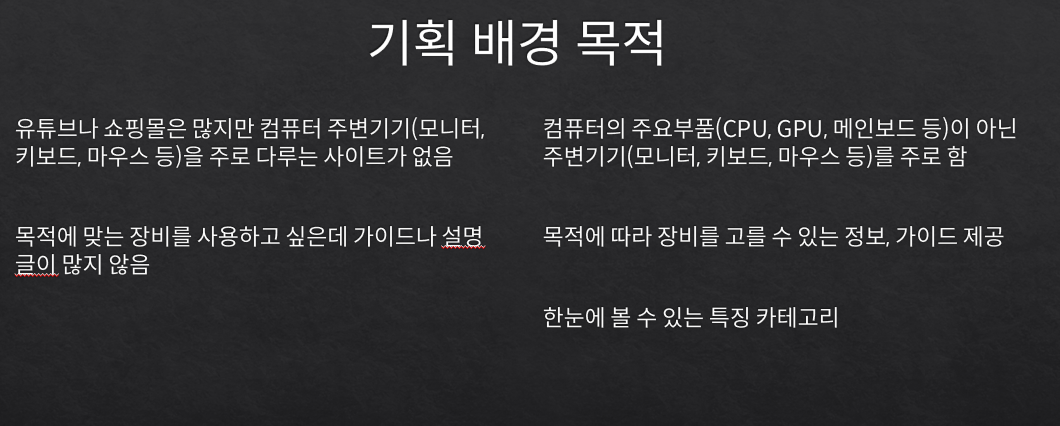 기획 배경 목적
유튜브나 쇼핑몰은 많지만 컴퓨터 주변기기(모니터,
키보드, 마우스 등)을 주로 다루는 사이트가 없음
목적에 맞는 장비를 사용하고 싶은데 가이드나 설명
글이 많지 않음
컴퓨터의 주요부품(CPU, GPU, 메인보드 등)이 아닌
주변기기(모니터, 키보드, 마우스 등)를 주로 함
목적에 따라 장비를 고를 수 있는 정보, 가이드 제공
한눈에 볼 수 있는 특징 카테고리